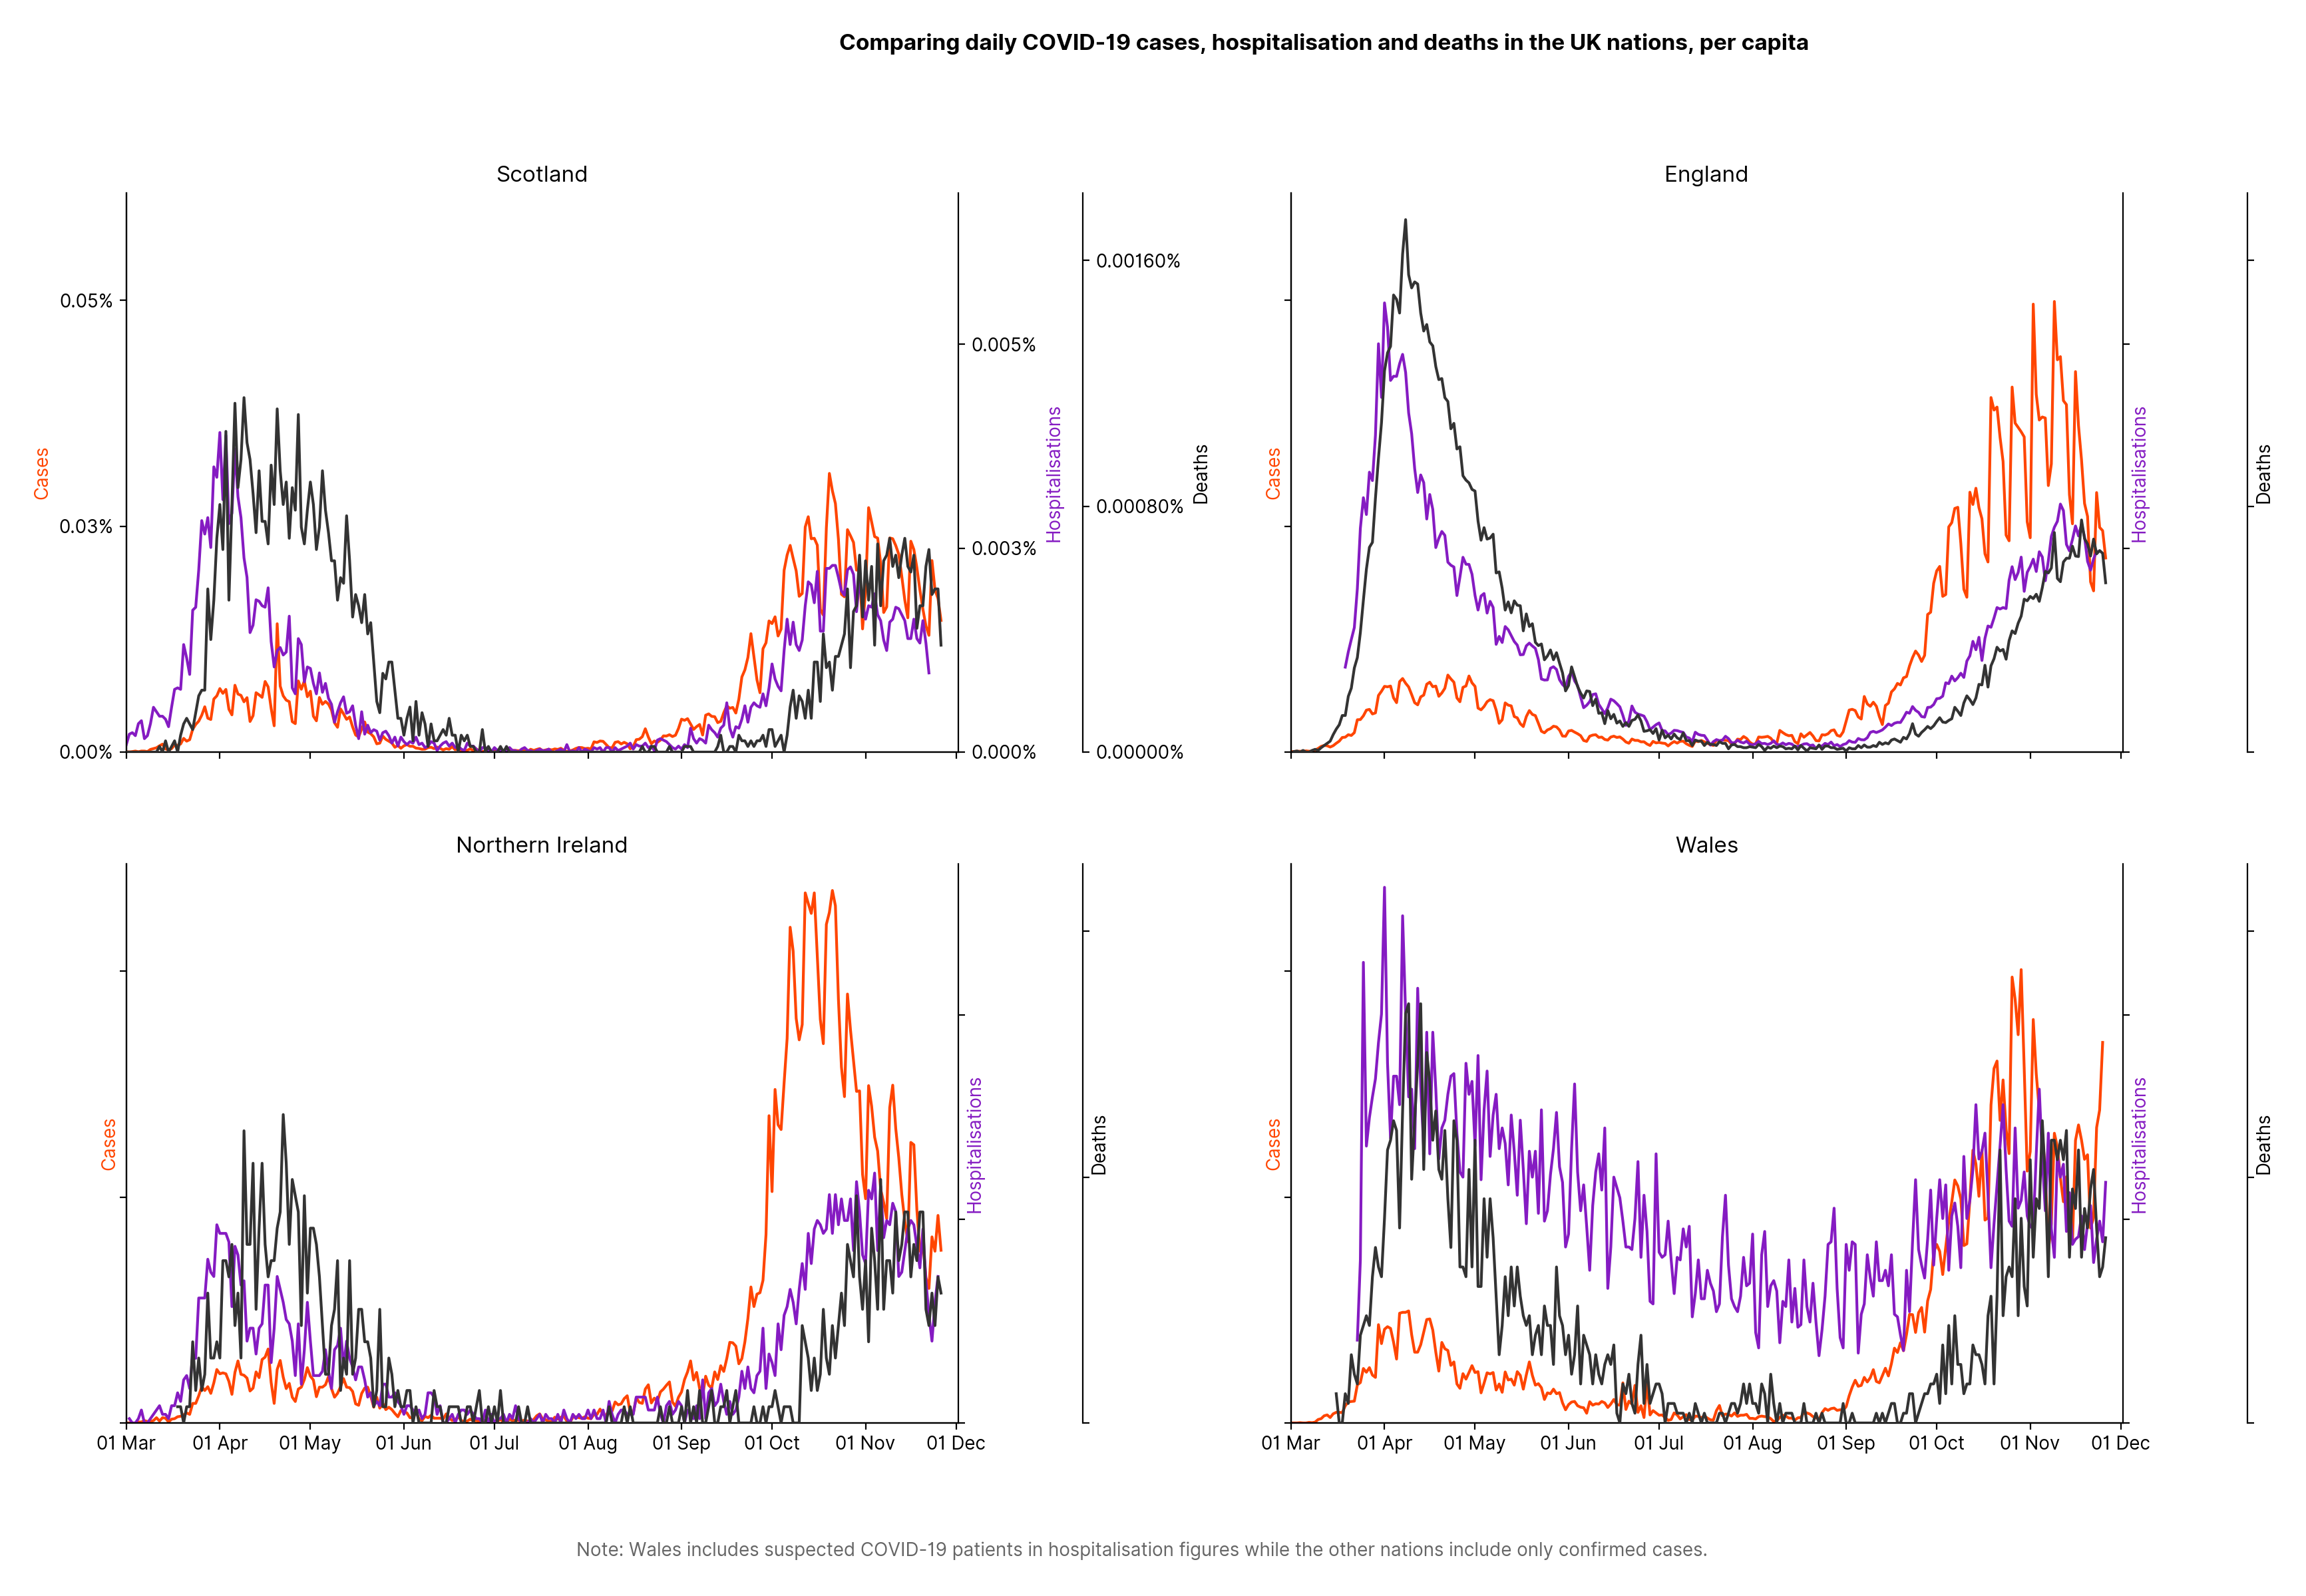 Comparing daily COVID-19 cases, hospitalisation and deaths in the UK nations, per capita
Scotland
England
0.05%
0.03%
0.00%
Cases
0.005%
0.003%
0.000%
Hospitalisations
0.00160%
0.00080%
0.00000%
Deaths
Cases
Hospitalisations
Deaths
Northern Ireland
Wales
Cases
Hospitalisations
Deaths
Cases
Hospitalisations
Deaths
01 Mar 01 Apr 01 May 01 Jun 01 Jul 01 Aug 01 Sep 01 Oct 01 Nov 01 Dec
01 Mar 01 Apr 01 May 01 Jun 01 Jul 01 Aug 01 Sep 01 Oct 01 Nov 01 Dec
Note: Wales includes suspected COVID-19 patients in hospitalisation figures while the other nations include only confirmed cases.